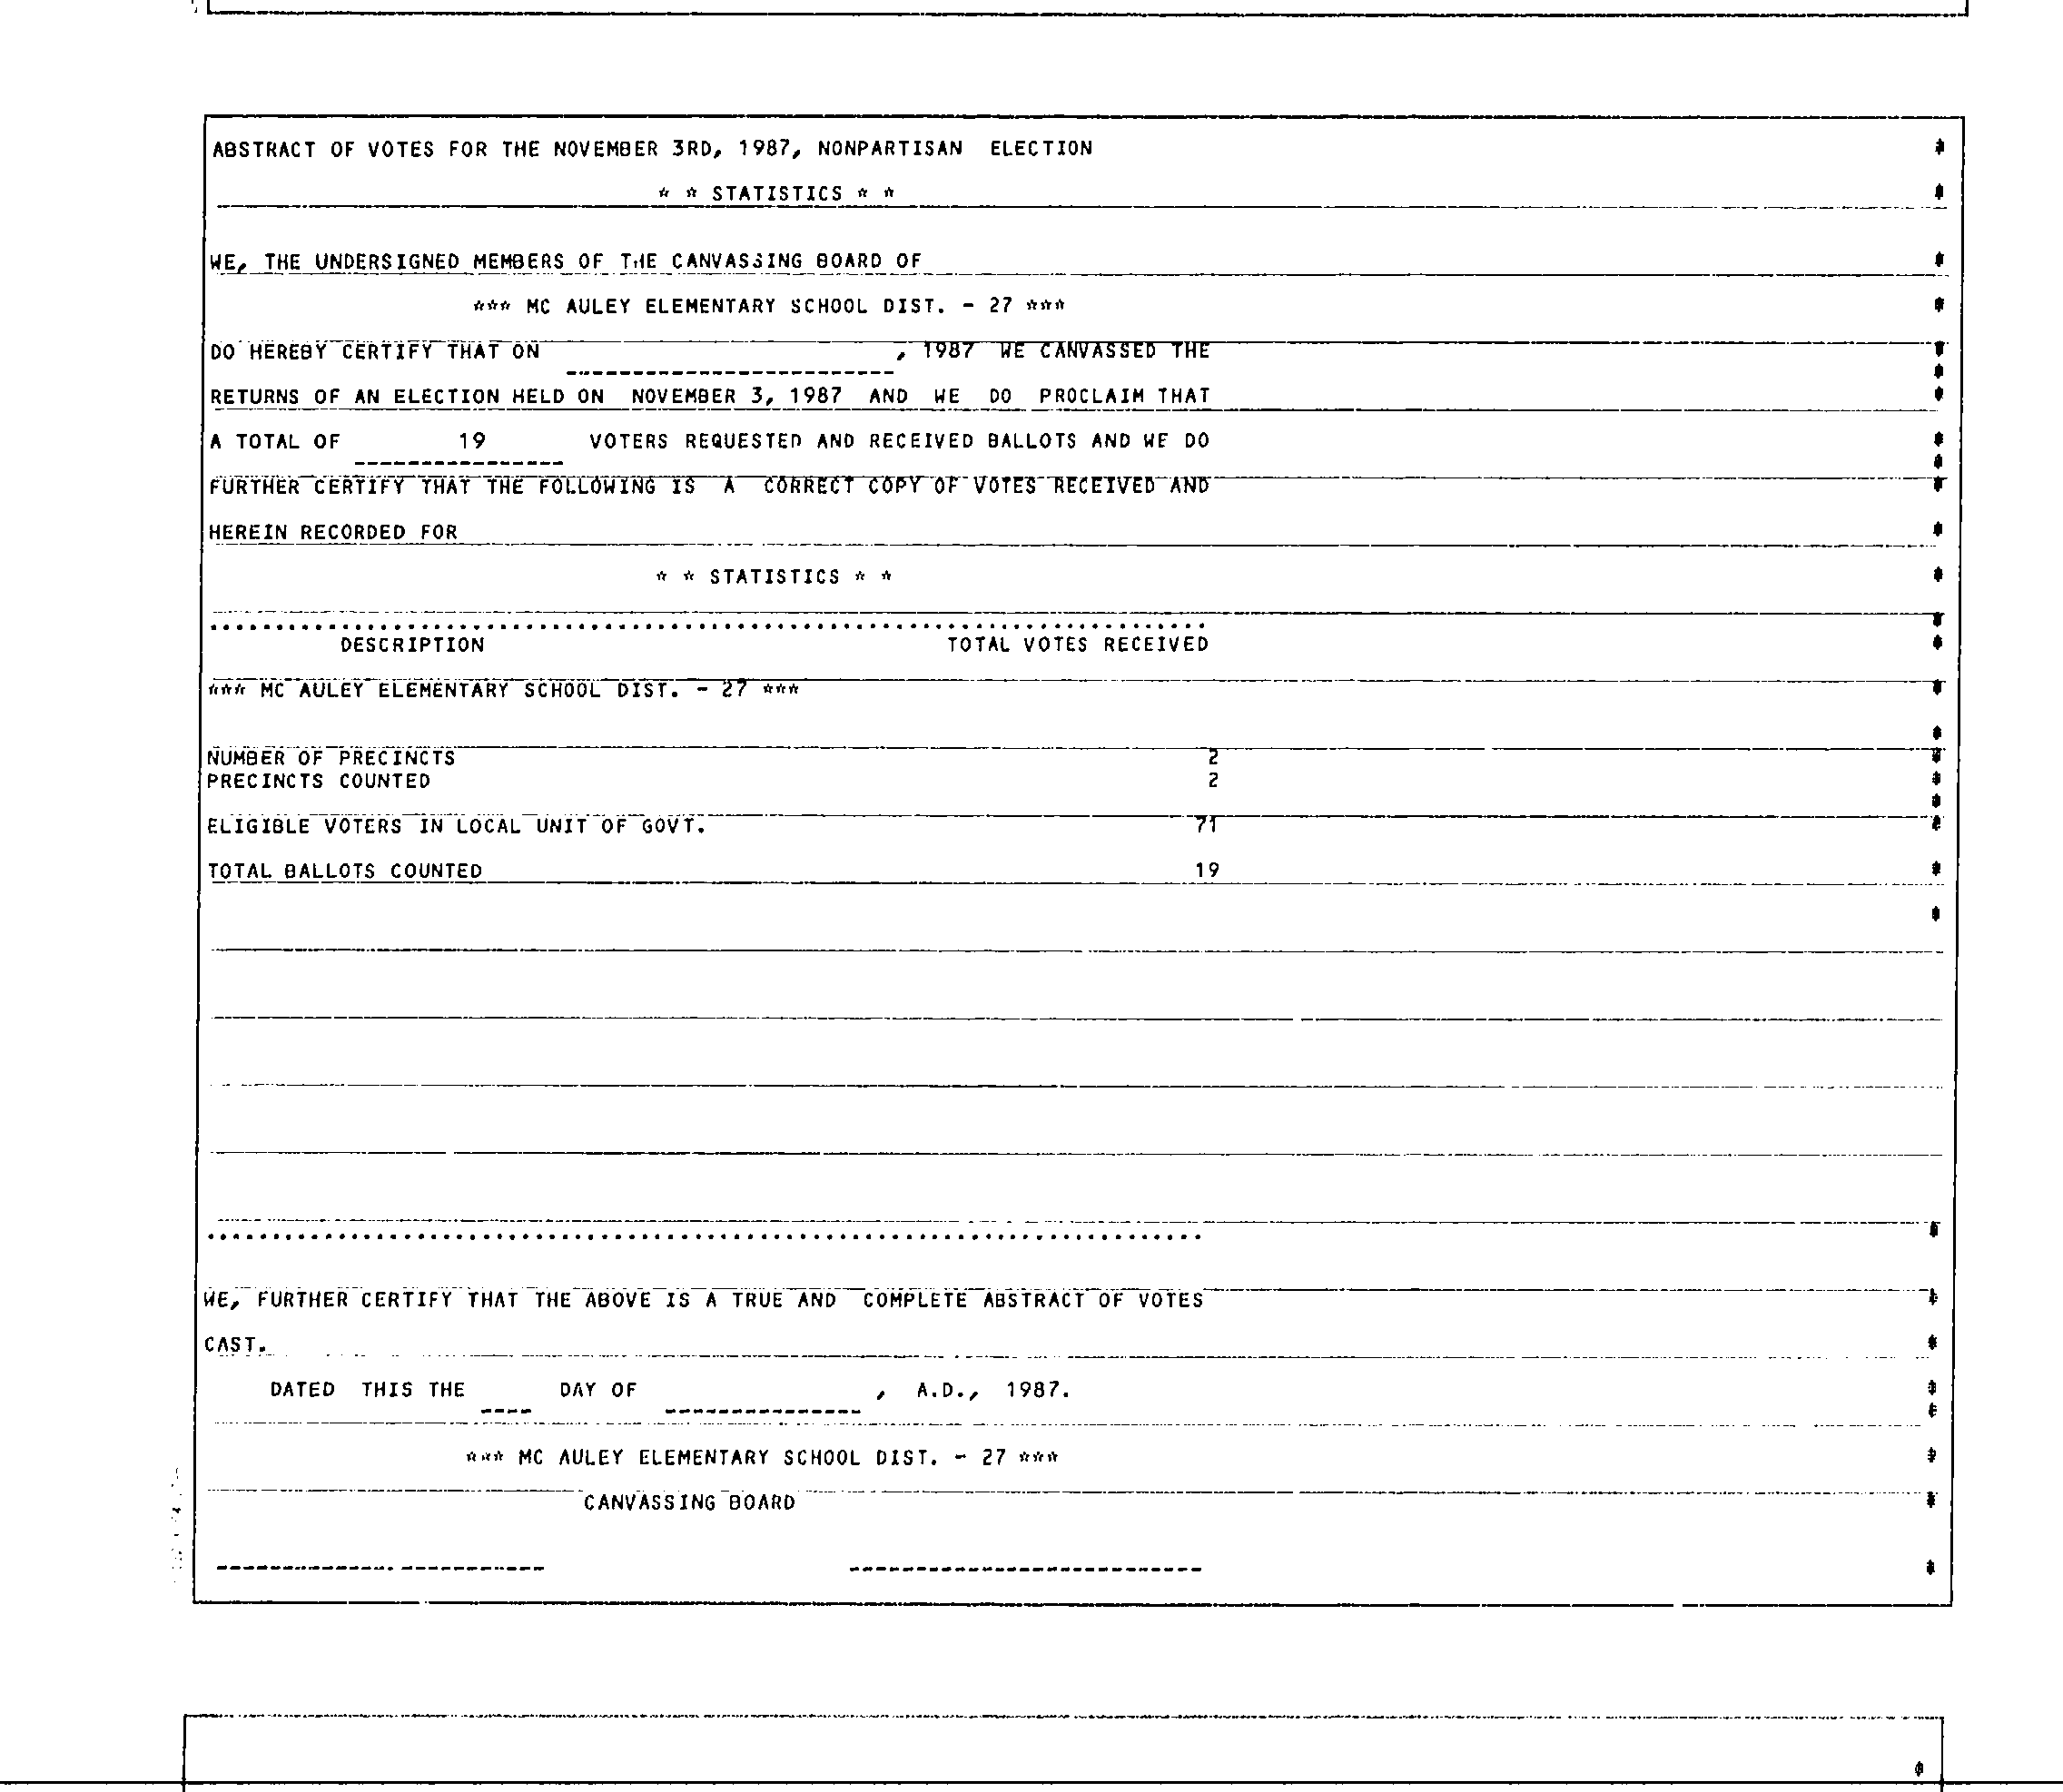 ABSTRACT OF VOTES FOR THE NOVEMBER 3RD, 1987, NONPARTISAN ELECTION
* * STATISTICS * *
WE, THE UNDERSIGNED MEMBERS OF THE CANVASSING BOARD OF
*** MC AULEY ELEMENTARY SCHOOL DIST. - 27 ***
DO HEREBY CERTIFY THAT ON , 1987 WE CANVASSED THE
RETURNS OF AN ELECTION HELD ON NOVEMBER 3, 1987 AND WE DO PROCLAIM THAT
A TOTAL OF 19 VOTERS REQUESTED AND RECEIVED BALLOTS AND WE DO
FURTHER CERTIFY THAT THE FOLLOWING IS A CORRECT COPY OF VOTES RECEIVED AND
HEREIN RECORDED FOR
* * STATISTICS * *
DESCRIPTION TOTAL VOTES RECEIVED
*** MC AULEY ELEMENTARY SCHOOL DIST. - 27 ***
NUMBER OF PRECINCTS 2
PRECINCTS COUNTED 2
ELIGIBLE VOTERS IN LOCAL UNIT OF GOVT. 71
TOTAL BALLOTS COUNTED 19
WE, FURTHER CERTIFY THAT THE ABOVE IS A TRUE AND COMPLETE ABSTRACT OF VOTES
CAST.
DATED THIS THE DAY OF , A.D., 1987.
*** MC AULEY ELEMENTARY SCHOOL DIST. - 27 ***
CANVASSING BOARD